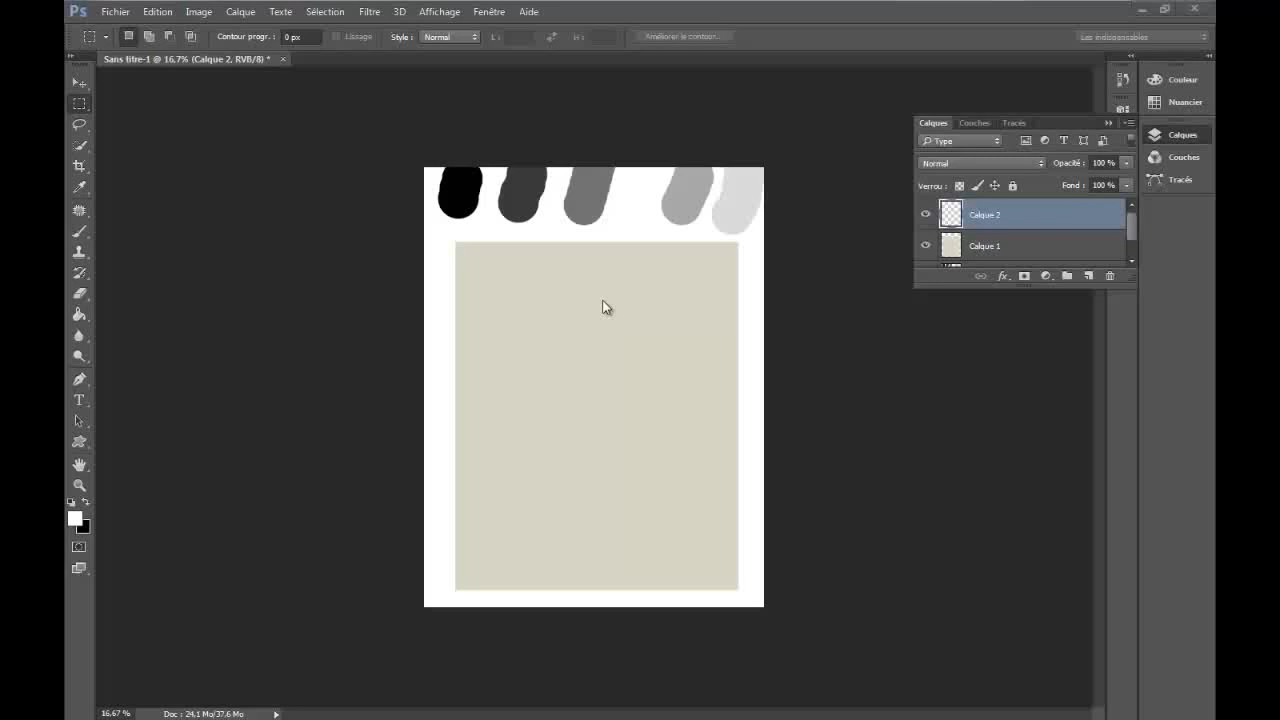 Ps Fichier Edition Image Calque Texte Sélection Filtre 3D Affichage Fenêtre Aide
Contour progr. : 0 px Lissage Style : Normal L : H : Améliorer le contour... Les indispensables
Sans titre-1 @ 16,7% (Calque 2, RVB/8) * ×
Couleur
Nuancier
Calques
Couches
Tracés
Calques Couches Tracés
Type
Normal Opacité : 100 %
Verrou : Fond : 100 %
Calque 2
Calque 1
fx
T
16,67 % Doc : 24,1 Mo/37,6 Mo